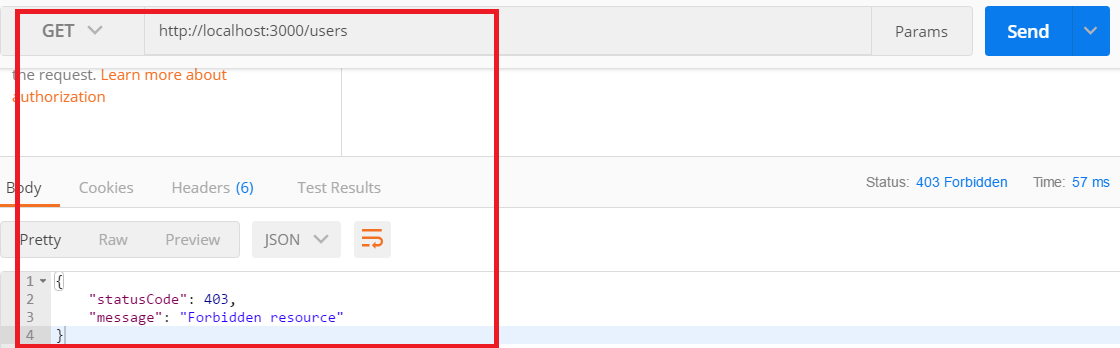 GET http://localhost:3000/users Params Send
the request. Learn more about
authorization
Body Cookies Headers (6) Test Results Status: 403 Forbidden Time: 57 ms
Pretty Raw Preview JSON
1 {
2 "statusCode": 403,
3 "message": "Forbidden resource"
4 }